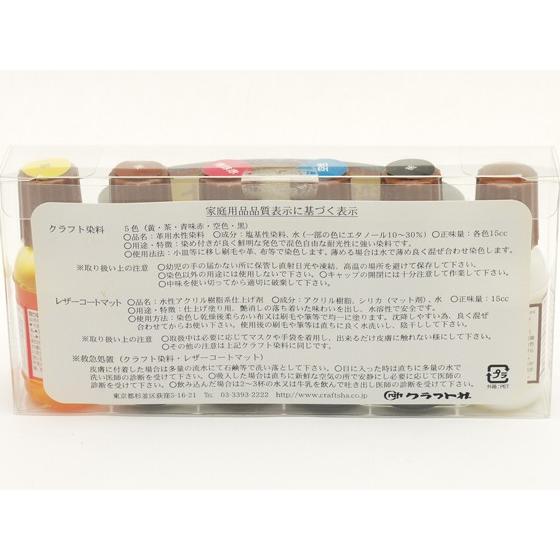 家庭用品品質表示に基づく表示
クラフト染料　5色（黄・茶・青味赤・空色・黒）
○品名：革用水性染料　○成分：塩基性染料、水（一部の色にエタノール10～30%）○正味量：各色15cc
○用途・特徴：染め付きが良く鮮明な発色で混色自由な耐光性に強い染料です。
○使用方法：小皿等に移し刷毛や革、布等で染色します。薄める場合は水で薄め良く混ぜ合わせ染色します。
※取り扱い上の注意　○幼児の手の届かない所に保管し直射日光や凍結、高温の場所を避けて保存して下さい。
○染色以外の用途には使用しないで下さい。○キャップの開閉には十分注意して作業して下さい。
○中味を使い切ってから適切に破棄して下さい。
レザーコートマット　○品名：水性アクリル樹脂系仕上げ剤　○成分：アクリル樹脂、シリカ（マット剤）、水　○正味量：15cc
○用途・特徴：仕上げ塗り用、艶消しの落ち着いた味わいを出し、水溶性で安全です。
○使用方法：染色し乾燥後柔らかい布又は刷毛や筆等で均一に塗ります。沈降しやすい為、良く混ぜ
合わせてからお使い下さい。使用後の刷毛や筆等は直ちに良く水洗いし、陰干しして下さい。
※取扱い上の注意　○取扱中は必要に応じてマスクや手袋を着用し、出来るだけ皮膚に触れない様にして下さい。
○その他の注意は上記クラフト染料に同じです。
※救急処置（クラフト染料・レザーコートマット）
皮膚に付着した場合は多量の流水にて石鹸等で洗い落として下さい。○目に入った時は直ちに多量の水で
洗い医師の診断を受けて下さい。○吸入した場合は直ちに新鮮な空気の所で安静にし必要に応じて医師の
診断を受けて下さい。○飲み込んだ場合は2～3杯の水又は牛乳を飲んで吐き出し医師の診断を受けて下さい。
東京都杉並区荻窪5-16-21　Tel 03-3393-2222　http://www.craftsha.co.jp
プラ
外箱：PET
クラフト社